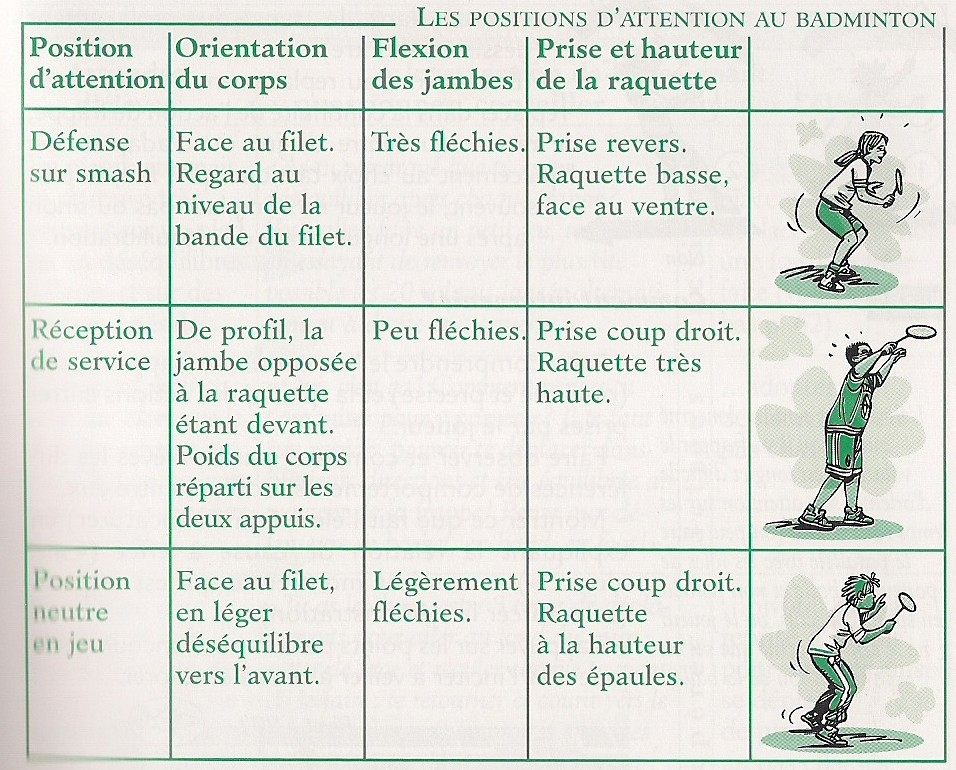 LES POSITIONS D'ATTENTION AU BADMINTON
Position d'attention
Orientation du corps
Flexion des jambes
Prise et hauteur de la raquette
Défense
sur smash
Face au filet.
Regard au
niveau de la
bande du filet.
Très fléchies.
Prise revers.
Raquette basse,
face au ventre.
Réception
de service
De profil, la
jambe opposée
à la raquette
étant devant.
Poids du corps
réparti sur les
deux appuis.
Peu fléchies.
Prise coup droit.
Raquette très
haute.
Position
neutre
en jeu
Face au filet,
en léger
déséquilibre
vers l'avant.
Légèrement
fléchies.
Prise coup droit.
Raquette
à la hauteur
des épaules.